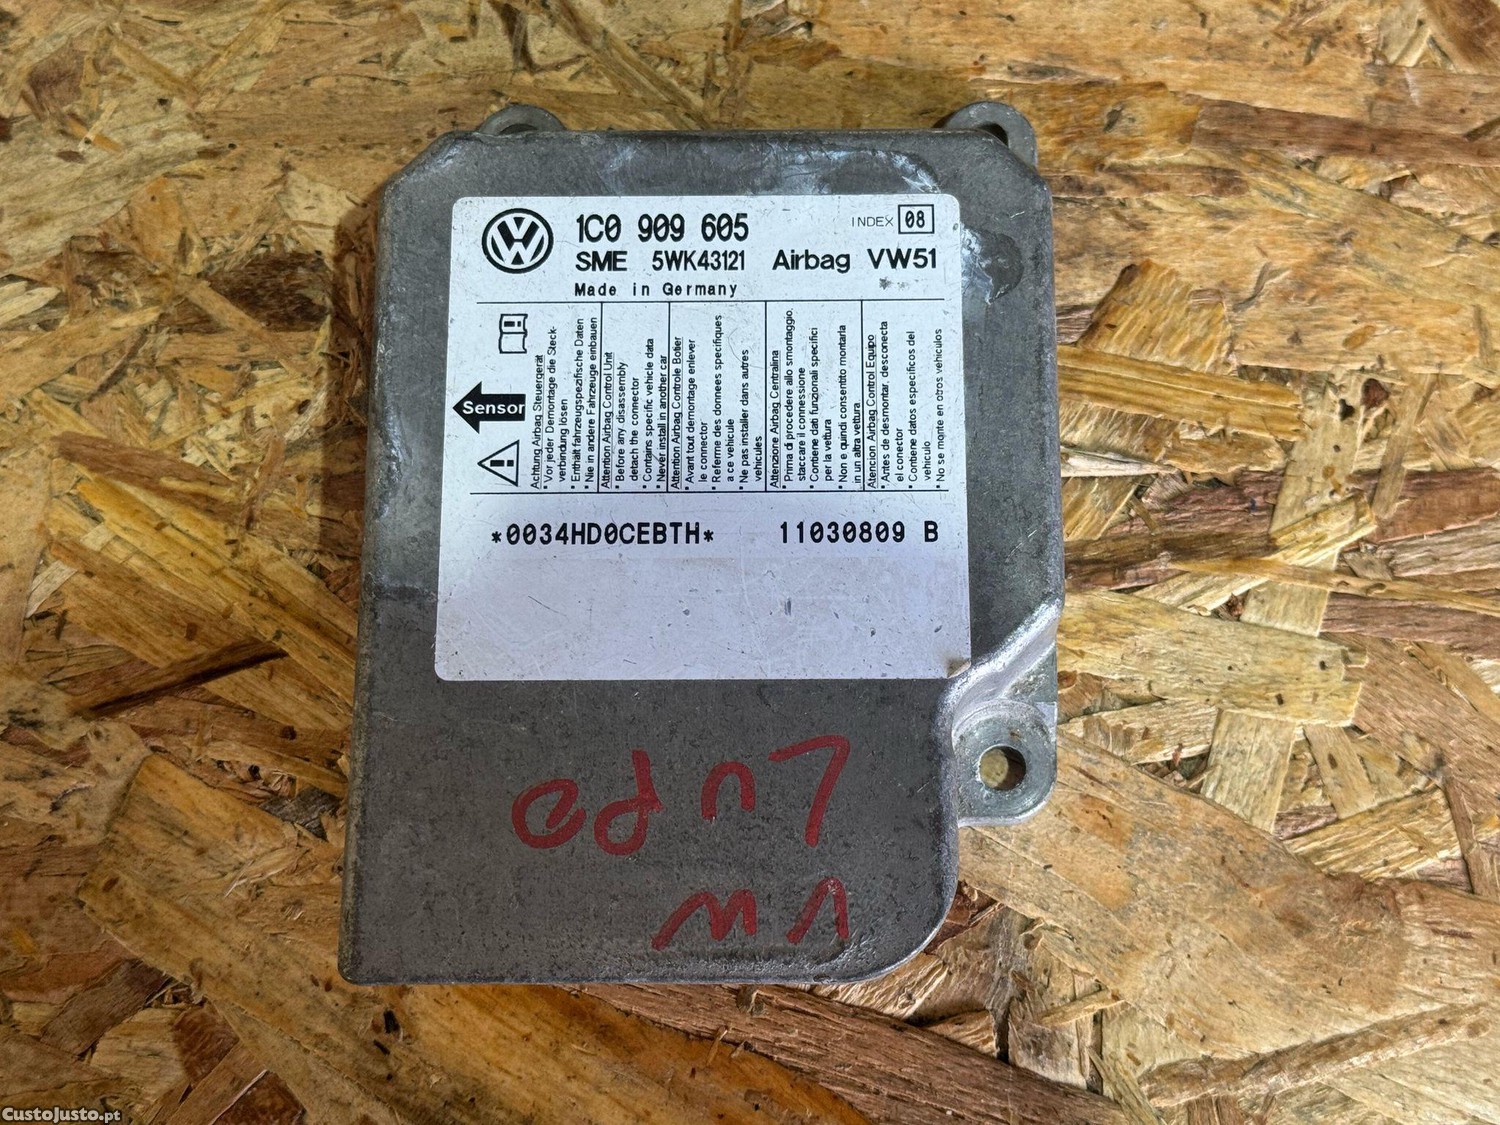 1C0 909 605
INDEX 08
SME 5WK43121 Airbag VW51
Made in Germany
Sensor
Achtung Airbag Steuergerät
* Vor jeder Demontage die Steck-
verbindung lösen
* Enthält fahrzeugspezifische Daten
* Nie in andere Fahrzeuge einbauen
Attention Airbag Control Unit
* Before any disassembly
detach the connector
* Contains specific vehicle data
* Never install in another car
Attention Airbag Controle Boîtier
* Avant tout demontage enlever
le connector
* Referme des donnees specifiques
a ce vehicule
* Ne pas installer dans autres
vehicules
Attenzione Airbag Centralina
* Prima di procedere allo smontaggio,
staccare il connessione
* Contiene dati funzionali specifici
per la vettura
* Non e quindi consentito montarla
in un altra vettura
Atencion Airbag Control Equipo
* Antes de desmontar, desconecta
el conector
* Contiene datos especificos del
vehiculo
* No se monte en otros vehiculos
*0034HD0CEBTH* 11030809 B
VW
Lupo
CustoJusto.pt